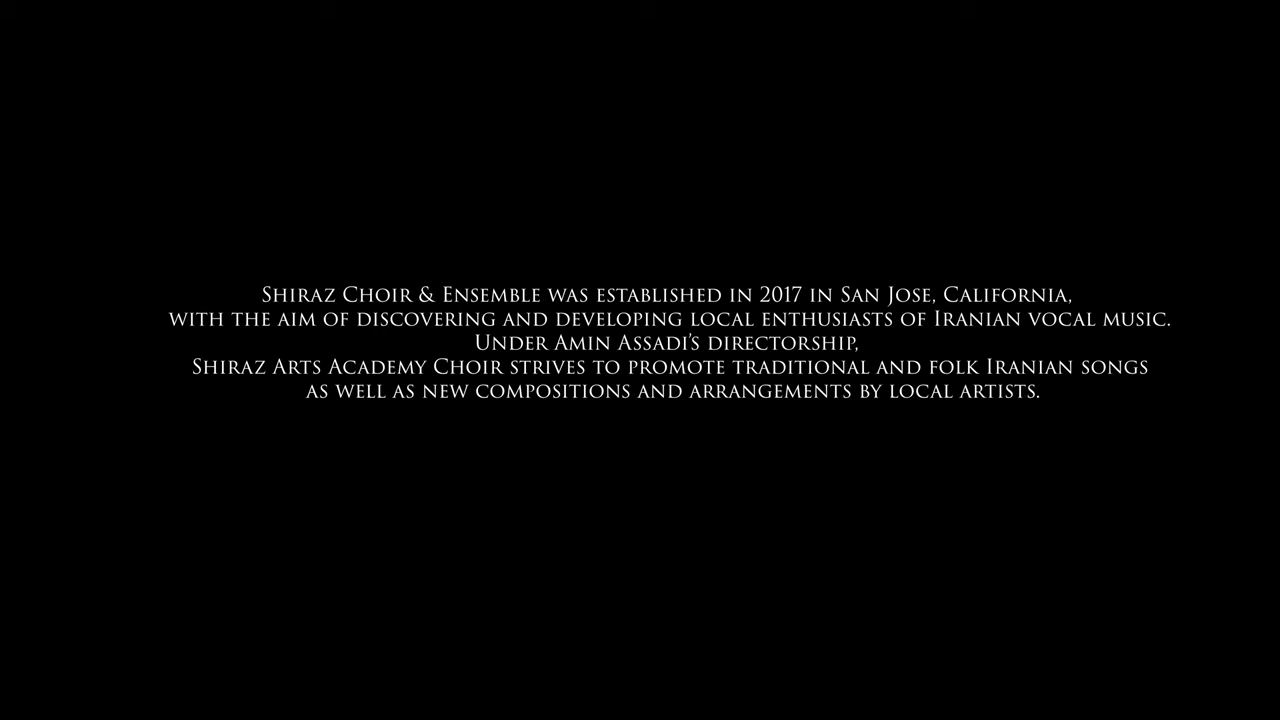 Shiraz Choir & Ensemble was established in 2017 in San Jose, California,
with the aim of discovering and developing local enthusiasts of Iranian vocal music.
Under Amin Assadi's directorship,
Shiraz Arts Academy Choir strives to promote traditional and folk Iranian songs
as well as new compositions and arrangements by local artists.